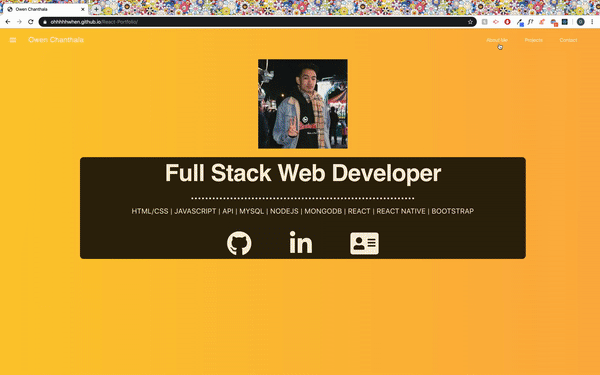 Owen Chanthala
ohhhhhwhen.github.io/React-Portfolio/
Owen Chanthala
About Me
Projects
Contact
Full Stack Web Developer
HTML/CSS | JAVASCRIPT | API | MYSQL | NODEJS | MONGODB | REACT | REACT NATIVE | BOOTSTRAP
in